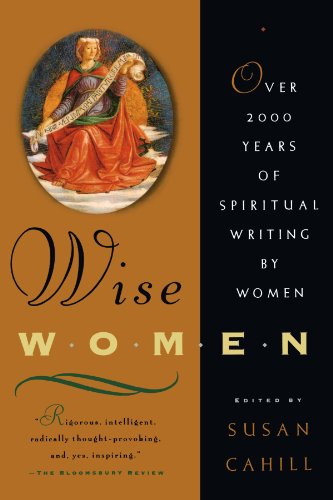 OVER
2000
YEARS
OF
SPIRITUAL
WRITING
BY
WOMEN
Wise
W·O·M·E·N
EDITED BY
SUSAN
CAHILL
"Rigorous, intelligent,
radically thought-provoking,
and, yes, inspiring."
—THE BLOOMSBURY REVIEW